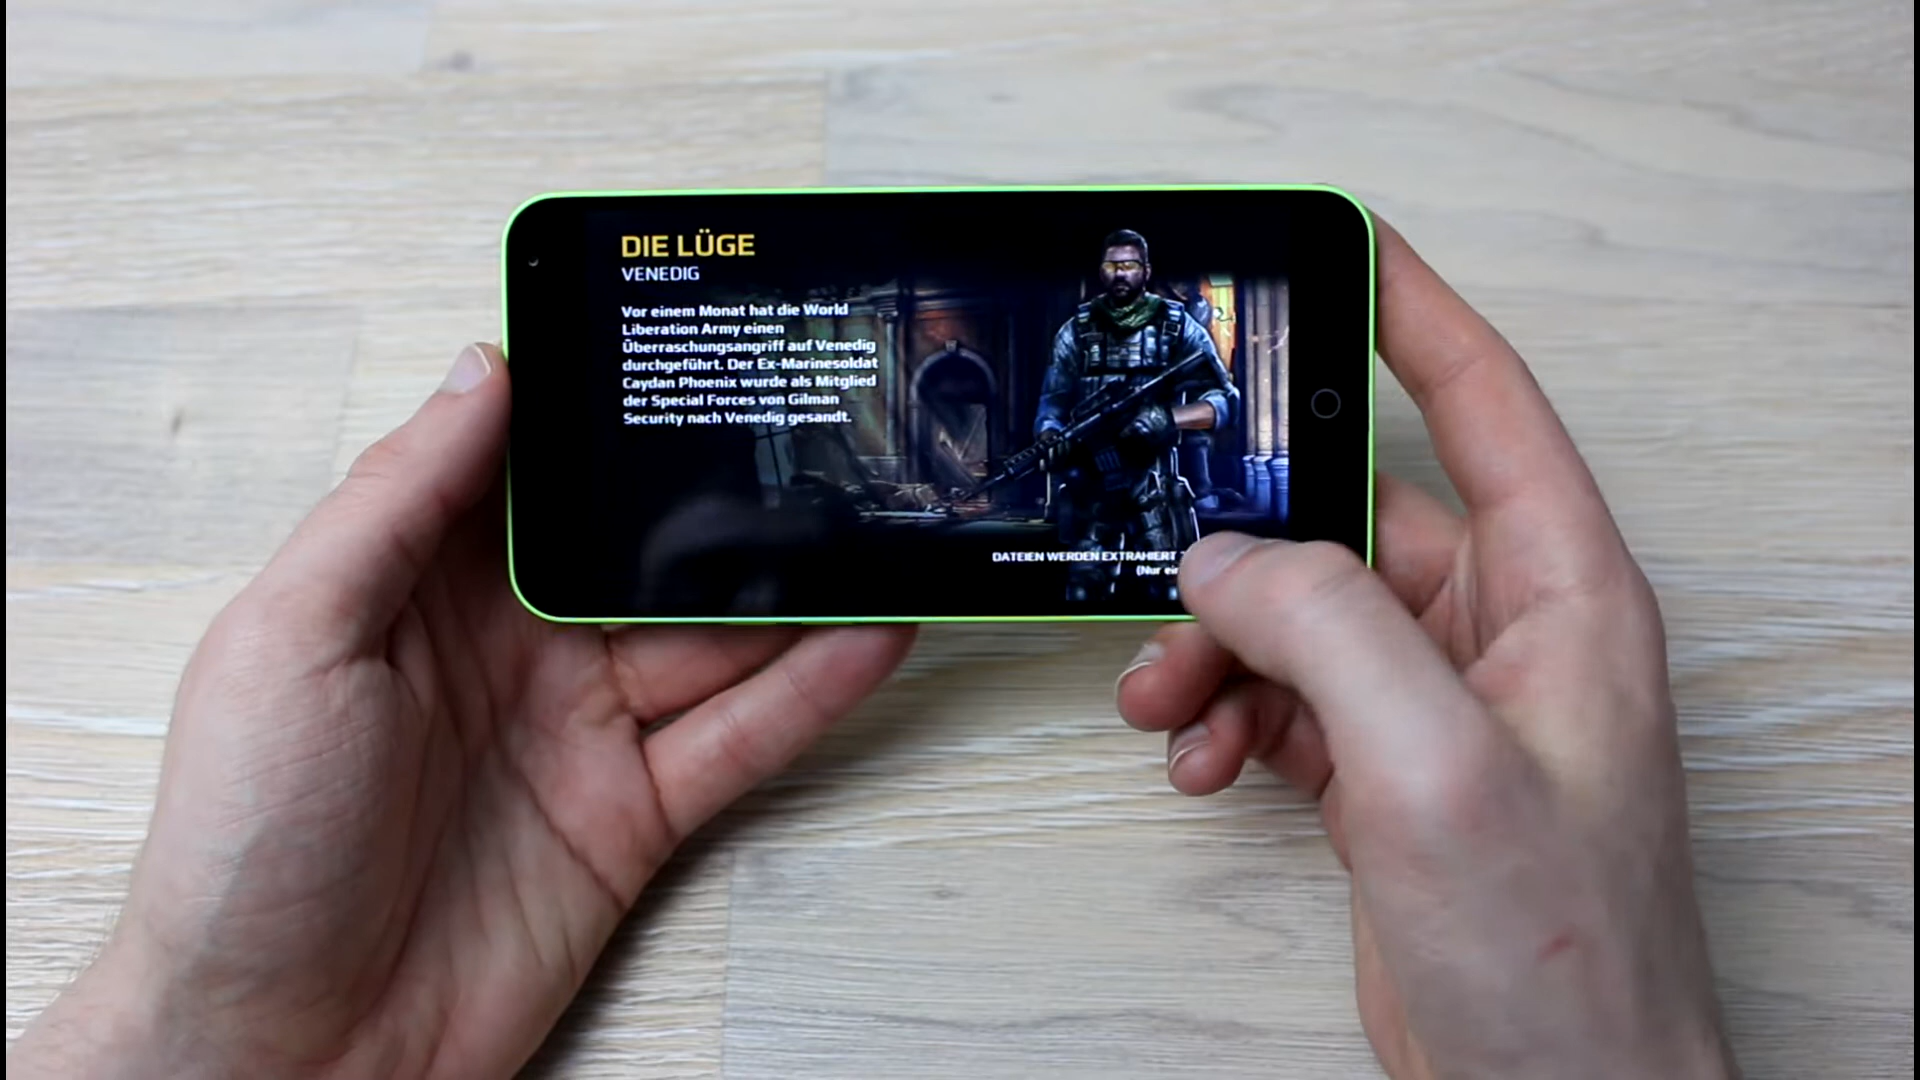 DIE LÜGE
VENEDIG
Vor einem Monat hat die World
Liberation Army einen
Überraschungsangriff auf Venedig
durchgeführt. Der Ex-Marinesoldat
Caydan Phoenix wurde als Mitglied
der Special Forces von Gilman
Security nach Venedig gesandt.
DATEIEN WERDEN EXTRAHIERT
(Nur